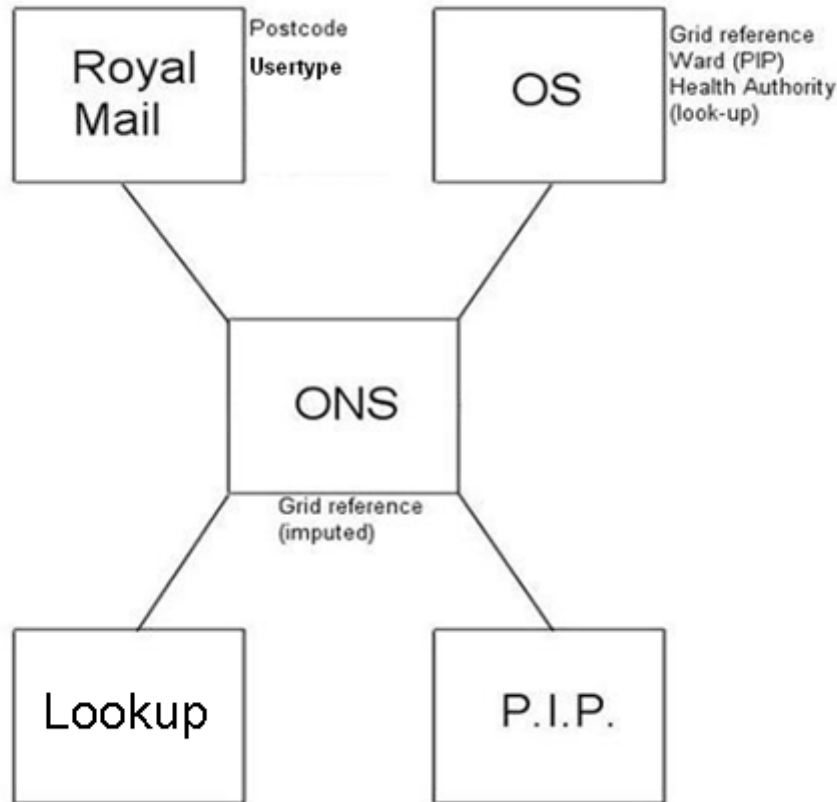 Royal
Mail
Postcode
Usertype
OS
Grid reference
Ward (PIP)
Health Authority
(look-up)
ONS
Grid reference
(imputed)
Lookup
P.I.P.